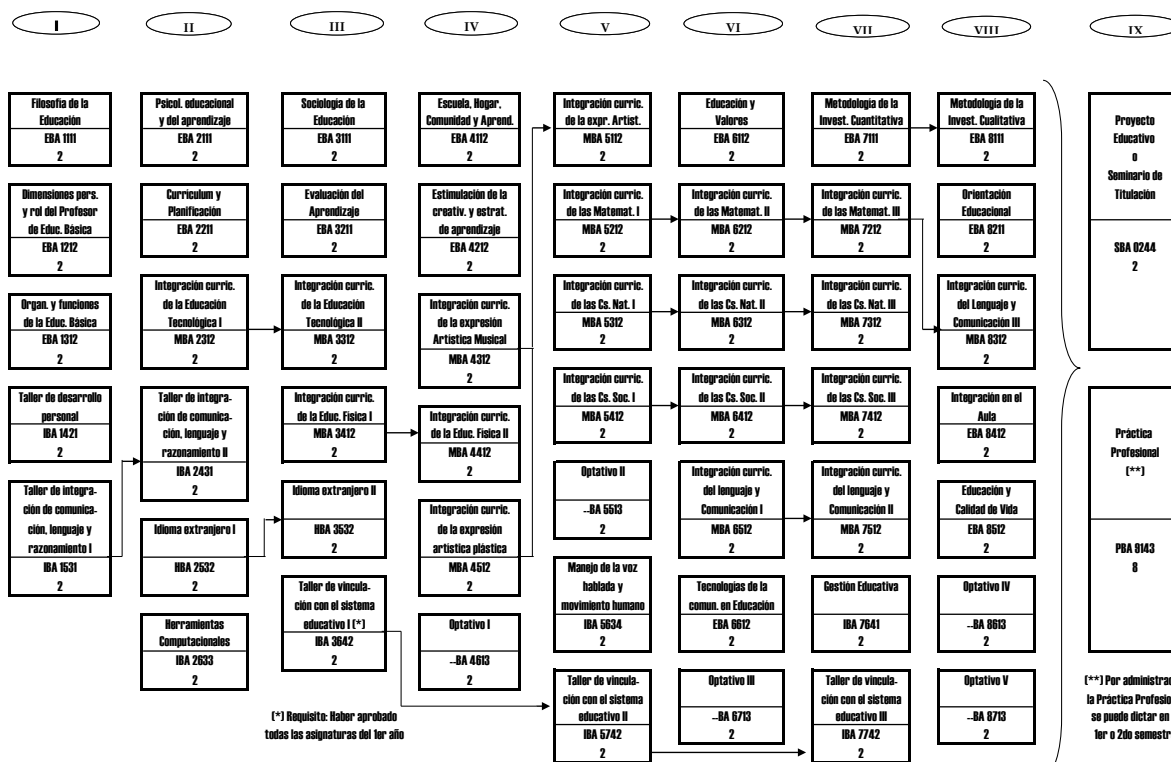 I
II
III
IV
V
VI
VII
VIII
IX
Filosofía de la
Educación
EBA 1111
2
Dimensiones pers.
y rol del Profesor
de Educ. Básica
EBA 1212
2
Organ. y funciones
de la Educ. Básica
EBA 1312
2
Taller de desarrollo
personal
IBA 1421
2
Taller de integra-
ción de comunica-
ción, lenguaje y
razonamiento I
IBA 1531
2
Psicol. educacional
y del aprendizaje
EBA 2111
2
Curriculum y
Planificación
EBA 2211
2
Integración curric.
de la Educación
Tecnológica I
MBA 2312
2
Taller de integra-
ción de comunica-
ción, lenguaje y
razonamiento II
IBA 2431
2
Idioma extranjero I
HBA 2532
2
Herramientas
Computacionales
IBA 2633
2
Sociología de la
Educación
EBA 3111
2
Evaluación del
Aprendizaje
EBA 3211
2
Integración curric.
de la Educación
Tecnológica II
MBA 3312
2
Integración curric.
de la Educ. Física I
MBA 3412
2
Idioma extranjero II
HBA 3532
2
Taller de vincula-
ción con el sistema
educativo I (*)
IBA 3642
2
(*) Requisito: Haber aprobado
todas las asignaturas del 1er año
Escuela, Hogar,
Comunidad y Aprend.
EBA 4112
2
Estimulación de la
creativ. y estrat.
de aprendizaje
EBA 4212
2
Integración curric.
de la expresión
Artística Musical
MBA 4312
2
Integración curric.
de la Educ. Física II
MBA 4412
2
Integración curric.
de la expresión
artística plástica
MBA 4512
2
Optativo I
--BA 4613
2
Integración curric.
de la expr. Artíst.
MBA 5112
2
Integración curric.
de las Matemat. I
MBA 5212
2
Integración curric.
de las Cs. Nat. I
MBA 5312
2
Integración curric.
de las Cs. Soc. I
MBA 5412
2
Optativo II
--BA 5513
2
Manejo de la voz
hablada y
movimiento humano
IBA 5634
2
Taller de vincula-
ción con el sistema
educativo II
IBA 5742
2
Educación y
Valores
EBA 6112
2
Integración curric.
de las Matemat. II
MBA 6212
2
Integración curric.
de las Cs. Nat. II
MBA 6312
2
Integración curric.
de las Cs. Soc. II
MBA 6412
2
Integración curric.
del lenguaje y
Comunicación I
MBA 6512
2
Tecnologías de la
comun. en Educación
EBA 6612
2
Optativo III
--BA 6713
2
Metodología de la
Invest. Cuantitativa
EBA 7111
2
Integración curric.
de las Matemat. III
MBA 7212
2
Integración curric.
de las Cs. Nat. III
MBA 7312
2
Integración curric.
de las Cs. Soc. III
MBA 7412
2
Integración curric.
del lenguaje y
Comunicación II
MBA 7512
2
Gestión Educativa
IBA 7641
2
Taller de vincula-
ción con el sistema
educativo III
IBA 7742
2
Metodología de la
Invest. Cualitativa
EBA 8111
2
Orientación
Educacional
EBA 8211
2
Integración curric.
del Lenguaje y
Comunicación III
MBA 8312
2
Integración en el
Aula
EBA 8412
2
Educación y
Calidad de Vida
EBA 8512
2
Optativo IV
--BA 8613
2
Optativo V
--BA 8713
2
Proyecto
Educativo
o
Seminario de
Titulación
SBA 0244
2
Práctica
Profesional
(**)
PBA 9143
8
(**) Por administrac
la Práctica Profesio
se puede dictar en
1er o 2do semestr